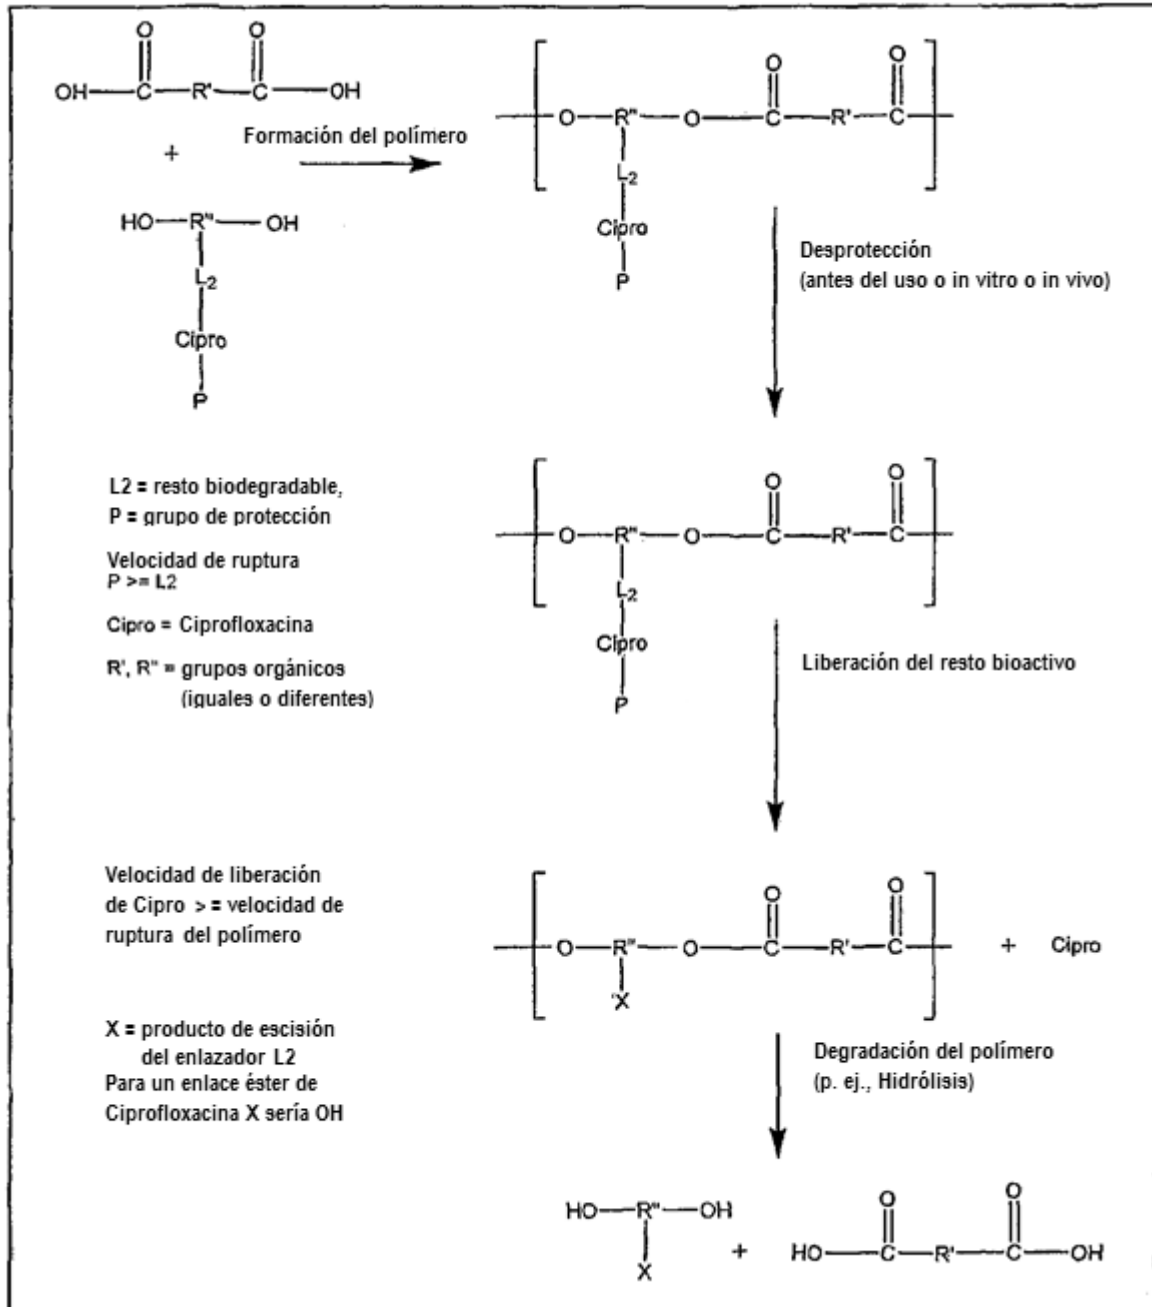 O O
OH C R' C OH
+
HO R" OH
L2
Cipro
P
Formación del polímero
O O
O R" O C R' C
L2
Cipro
P
Desprotección
(antes del uso o in vitro o in vivo)
L2 = resto biodegradable,
P = grupo de protección
Velocidad de ruptura
P >= L2
Cipro = Ciprofloxacina
R', R" = grupos orgánicos
(iguales o diferentes)
O O
O R" O C R' C
L2
Cipro
P
Liberación del resto bioactivo
Velocidad de liberación
de Cipro > = velocidad de
ruptura del polímero
O O
O R" O C R' C + Cipro
X
X = producto de escisión
del enlazador L2
Para un enlace éster de
Ciprofloxacina X sería OH
Degradación del polímero
(p. ej., Hidrólisis)
O O
HO R" OH + HO C R' C OH
X